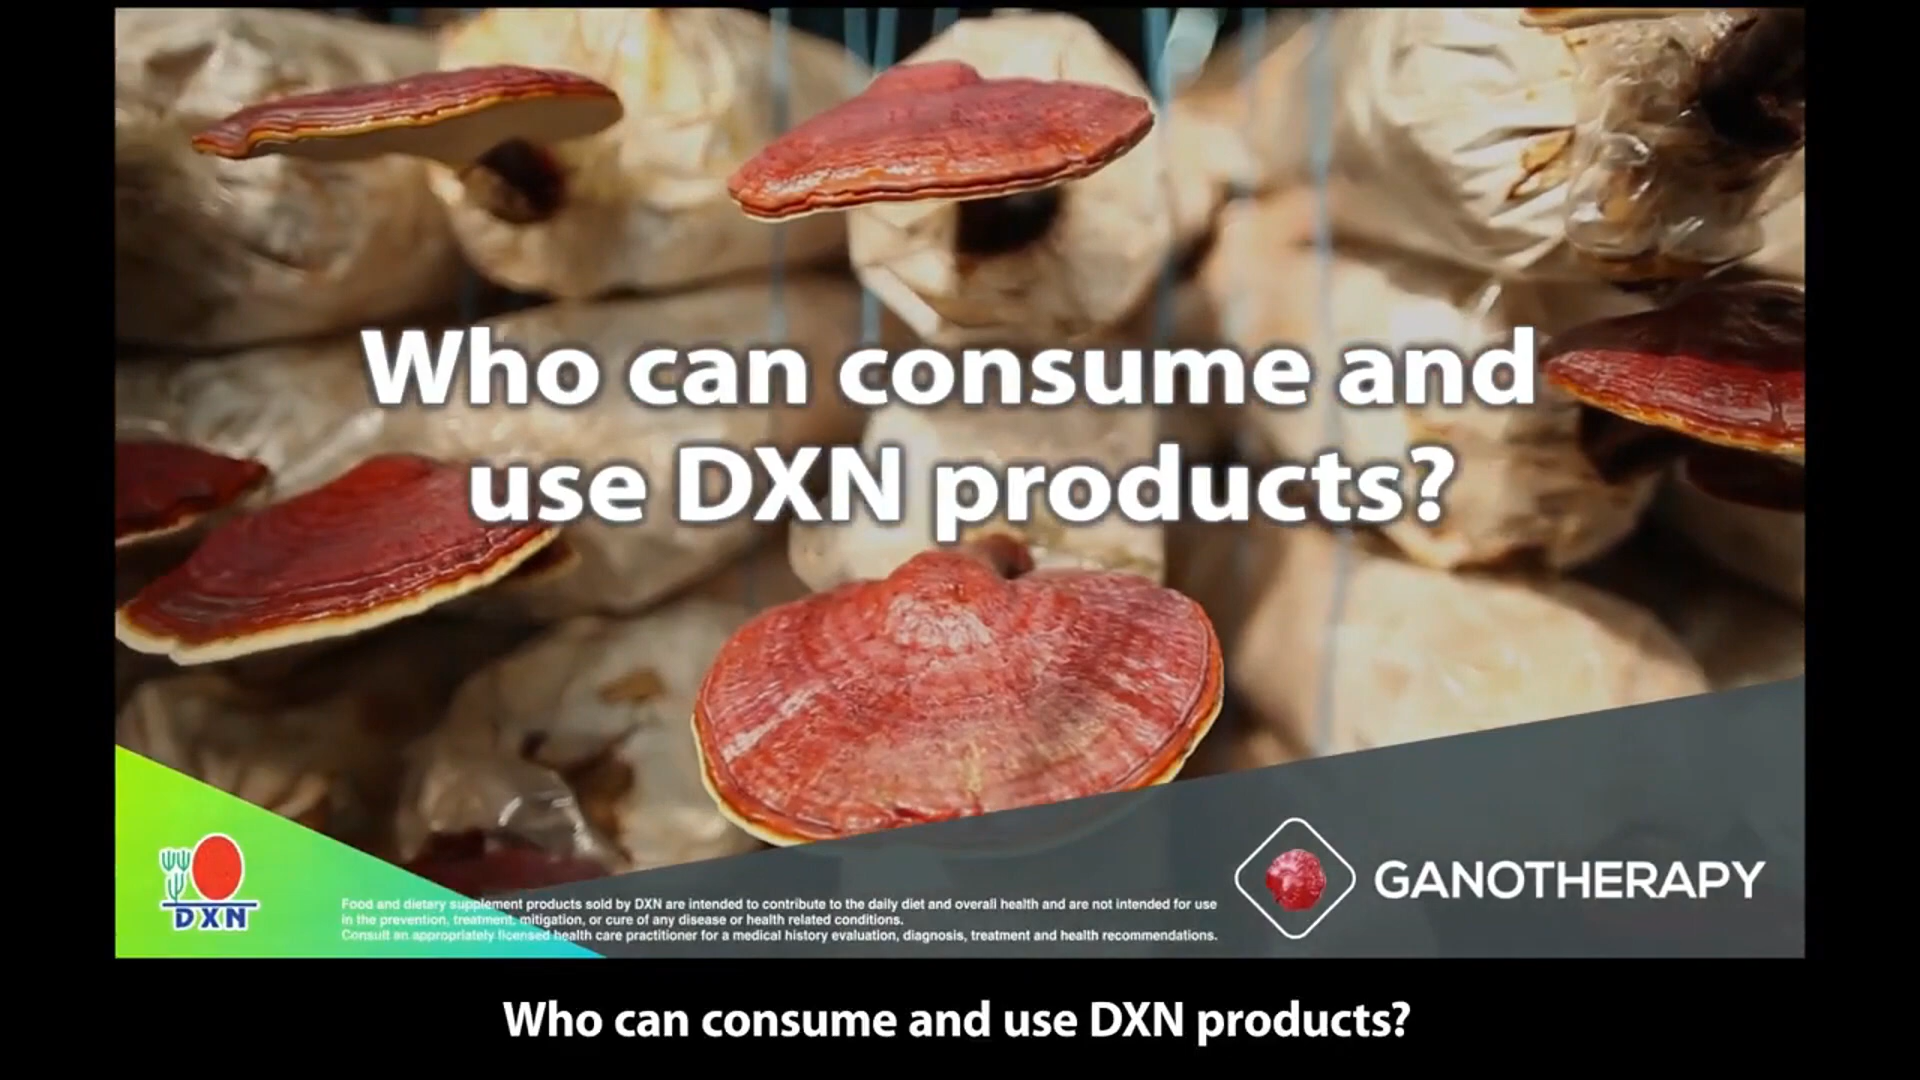 Who can consume and
use DXN products?
DXN
Food and dietary supplement products sold by DXN are intended to contribute to the daily diet and overall health and are not intended for use
in the prevention, treatment, mitigation, or cure of any disease or health related conditions.
Consult an appropriately licensed health care practitioner for a medical history evaluation, diagnosis, treatment and health recommendations.
GANOTHERAPY
Who can consume and use DXN products?